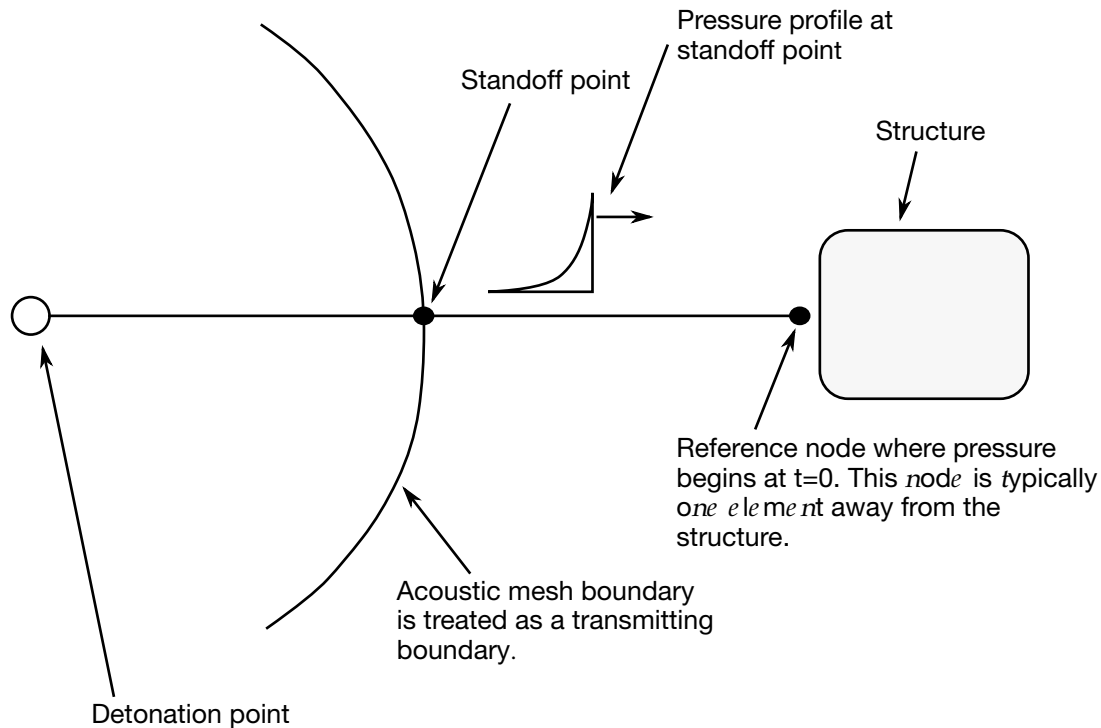 Pressure profile at
standoff point
Standoff point
Structure
Reference node where pressure
begins at t=0. This node is typically
one element away from the
structure.
Acoustic mesh boundary
is treated as a transmitting
boundary.
Detonation point